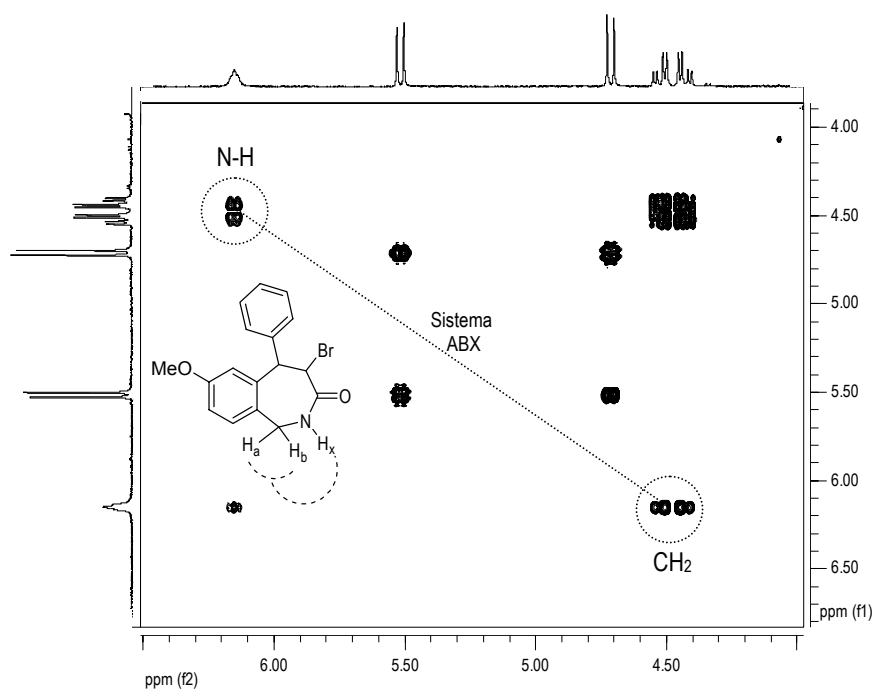 N-H
4.00
4.50
5.00
5.50
6.00
6.50
ppm (f1)
Sistema
ABX
Br
MeO
O
N
Ha
Hb
Hx
CH2
6.00
5.50
5.00
4.50
ppm (f2)